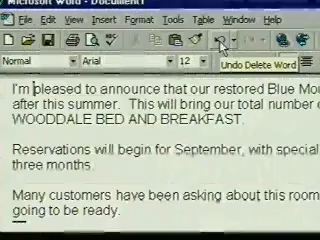 Microsoft Word - Document1
File Edit View Insert Format Tools Table Window Help
Normal Arial 12
Undo Delete Word
I'm pleased to announce that our restored Blue Mou
after this summer. This will bring our total number
WOODDALE BED AND BREAKFAST.
Reservations will begin for September, with special
three months.
Many customers have been asking about this room
going to be ready.